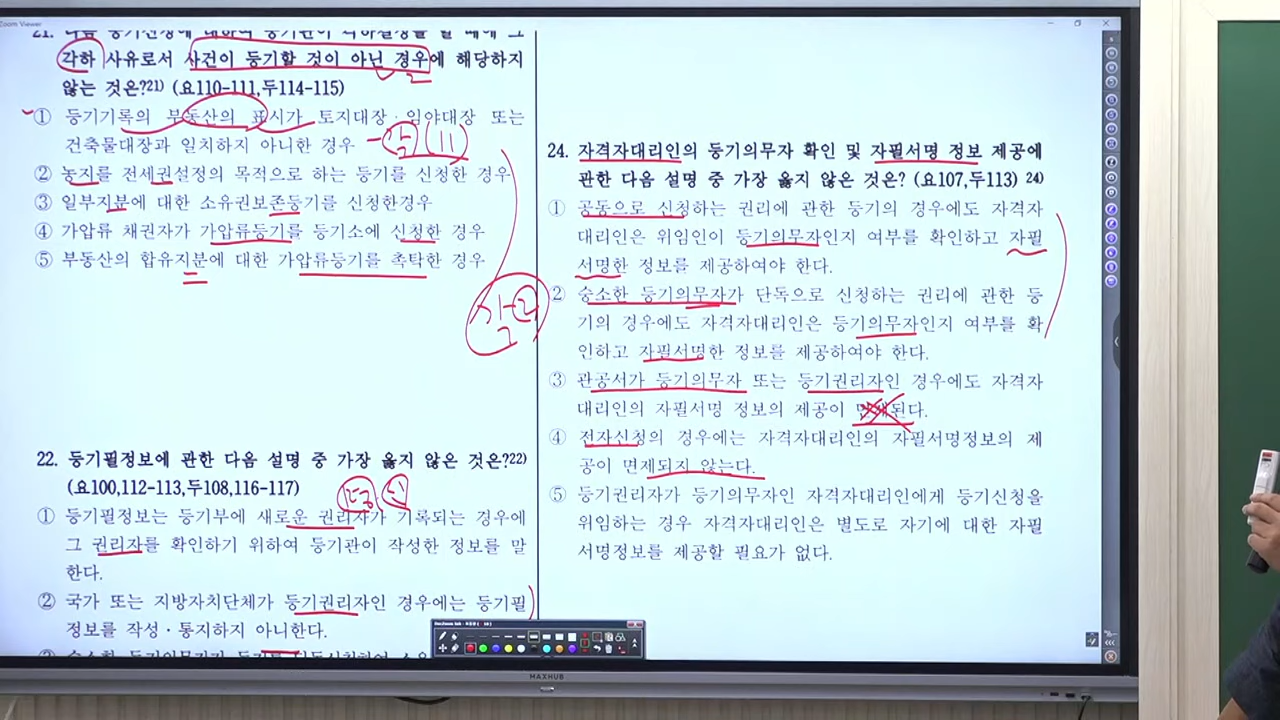 Zoom Viewer
21. 다음 등기신청에 대하여 등기관이 각하결정을 할 때에 그
각하 사유로서 사건이 등기할 것이 아닌 경우에 해당하지
않는 것은?21) (요110-111,두114-115)
① 등기기록의 부동산의 표시가 토지대장·임야대장 또는
건축물대장과 일치하지 아니한 경우
② 농지를 전세권설정의 목적으로 하는 등기를 신청한 경우
③ 일부지분에 대한 소유권보존등기를 신청한경우
④ 가압류 채권자가 가압류등기를 등기소에 신청한 경우
⑤ 부동산의 합유지분에 대한 가압류등기를 촉탁한 경우
22. 등기필정보에 관한 다음 설명 중 가장 옳지 않은 것은?22)
(요100,112-113,두108,116-117)
① 등기필정보는 등기부에 새로운 권리자가 기록되는 경우에
그 권리자를 확인하기 위하여 등기관이 작성한 정보를 말
한다.
② 국가 또는 지방자치단체가 등기권리자인 경우에는 등기필
정보를 작성·통지하지 아니한다.
24. 자격자대리인의 등기의무자 확인 및 자필서명 정보 제공에
관한 다음 설명 중 가장 옳지 않은 것은? (요107,두113) 24)
① 공동으로 신청하는 권리에 관한 등기의 경우에도 자격자
대리인은 위임인이 등기의무자인지 여부를 확인하고 자필
서명한 정보를 제공하여야 한다.
② 승소한 등기의무자가 단독으로 신청하는 권리에 관한 등
기의 경우에도 자격자대리인은 등기의무자인지 여부를 확
인하고 자필서명한 정보를 제공하여야 한다.
③ 관공서가 등기의무자 또는 등기권리자인 경우에도 자격자
대리인의 자필서명 정보의 제공이 면제된다.
④ 전자신청의 경우에는 자격자대리인의 자필서명정보의 제
공이 면제되지 않는다.
⑤ 등기권리자가 등기의무자인 자격자대리인에게 등기신청을
위임하는 경우 자격자대리인은 별도로 자기에 대한 자필
서명정보를 제공할 필요가 없다.
MAXHUB